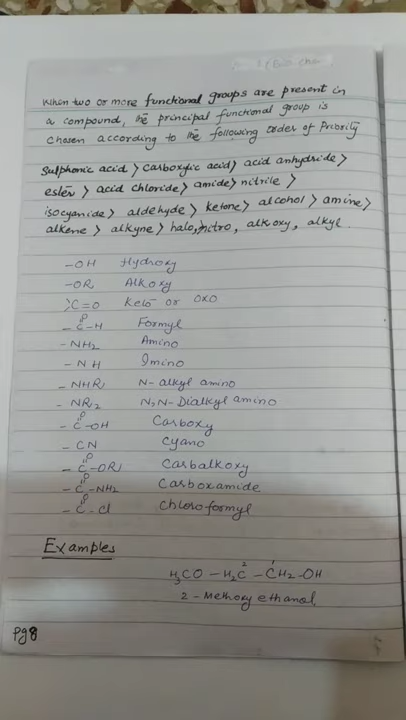 When two or more functional groups are present in
a compound, the principal functional group is
chosen according to the following order of Priority
Sulphonic acid > carboxylic acid > acid anhydride >
ester > acid chloride > amide > nitrile >
isocyanide > aldehyde > ketone > alcohol > amine >
alkene > alkyne > halo, nitro, alkoxy, alkyl
-OH Hydroxy
-OR Alkoxy
>C=O Keto or oxo
-C(=O)-H Formyl
-NH₂ Amino
-NH Imino
-NHR N-alkyl amino
-NR₂ N,N-Dialkyl amino
-C(=O)-OH Carboxy
-CN Cyano
-C(=O)-OR Carbalkoxy
-C(=O)-NH₂ Carboxamide
-C(=O)-Cl Chloroformyl
Examples
H₃CO-H₂C²-C¹H₂-OH
2-Methoxy ethanol
Pg 8